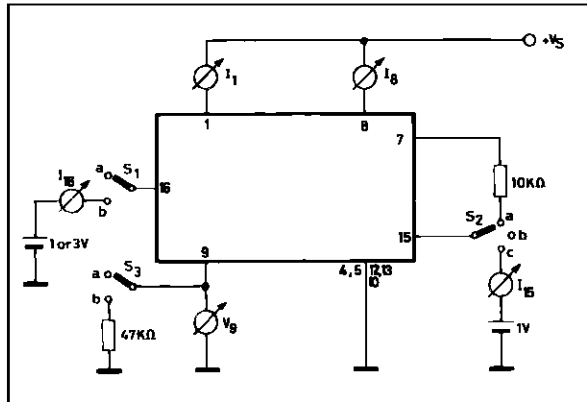 +VS
I1
I8
1
8
7
I16
a
S1
16
b
10KΩ
1 or 3V
S2
a
b
15
c
9
4, 5
12,13
10
a
S3
b
I15
V9
47KΩ
1V